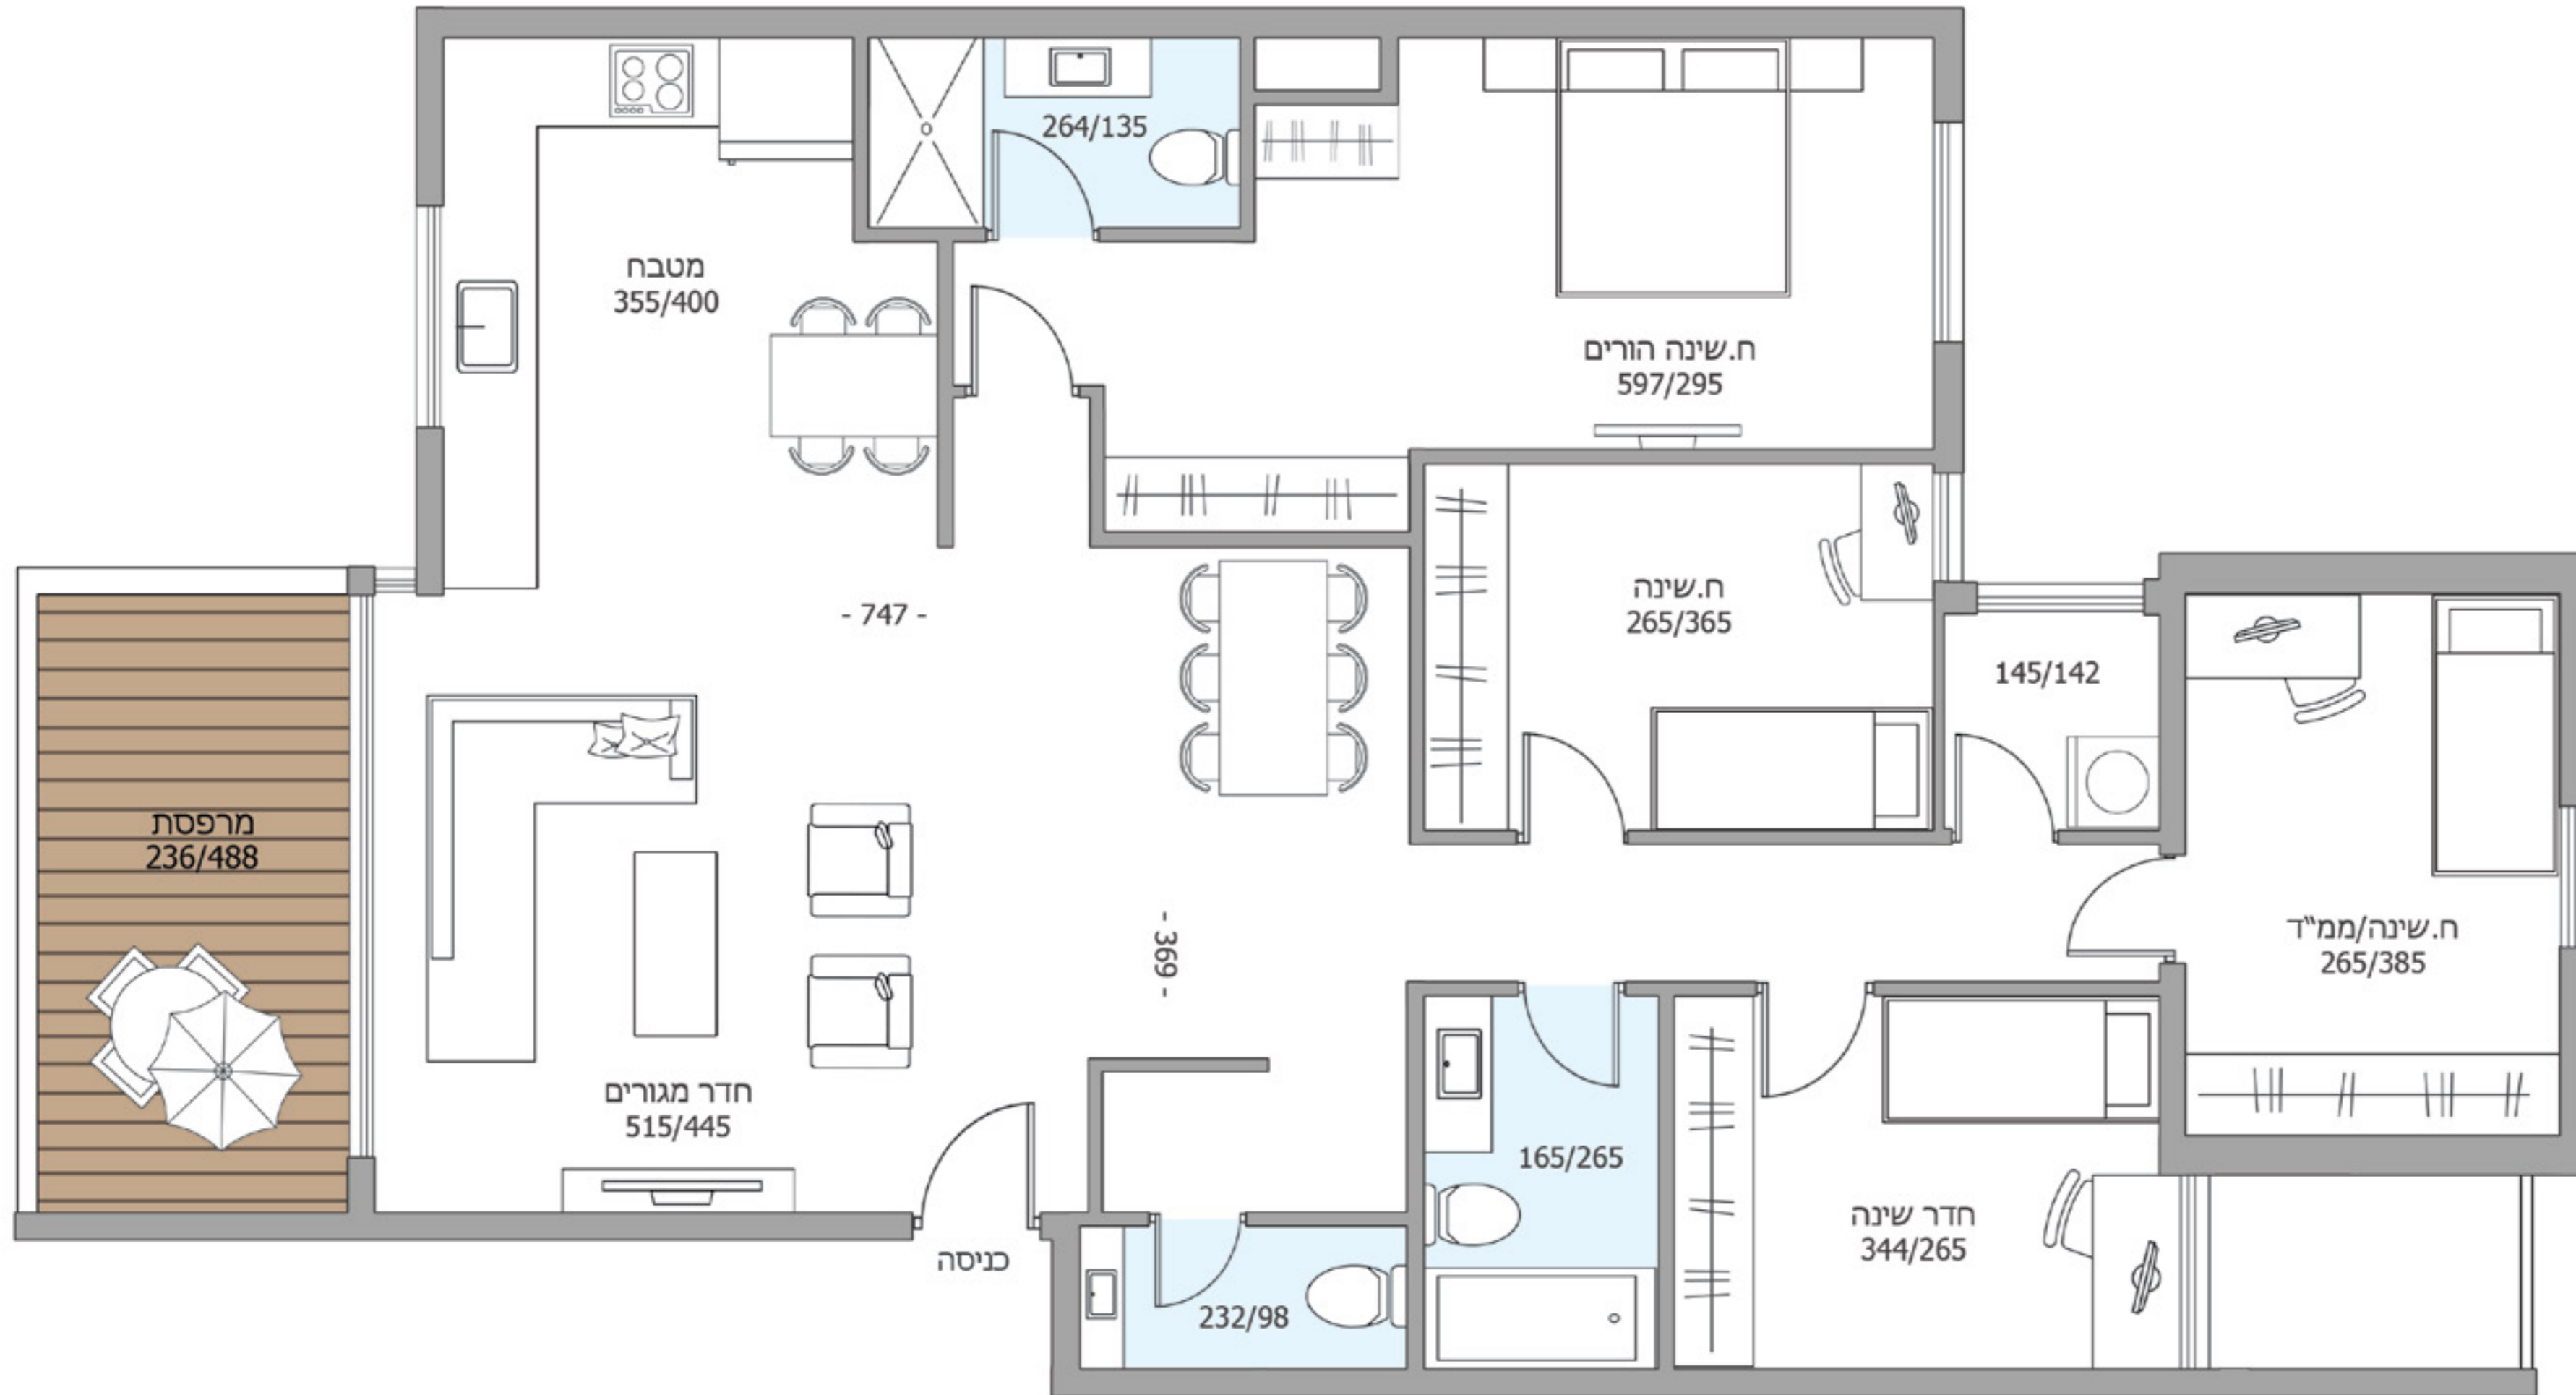 264/135
מטבח
355/400
ח.שינה הורים
597/295
- 747 -
ח.שינה
265/365
145/142
מרפסת
236/488
- 369 -
ח.שינה/ממ"ד
265/385
חדר מגורים
515/445
165/265
חדר שינה
344/265
כניסה
232/98